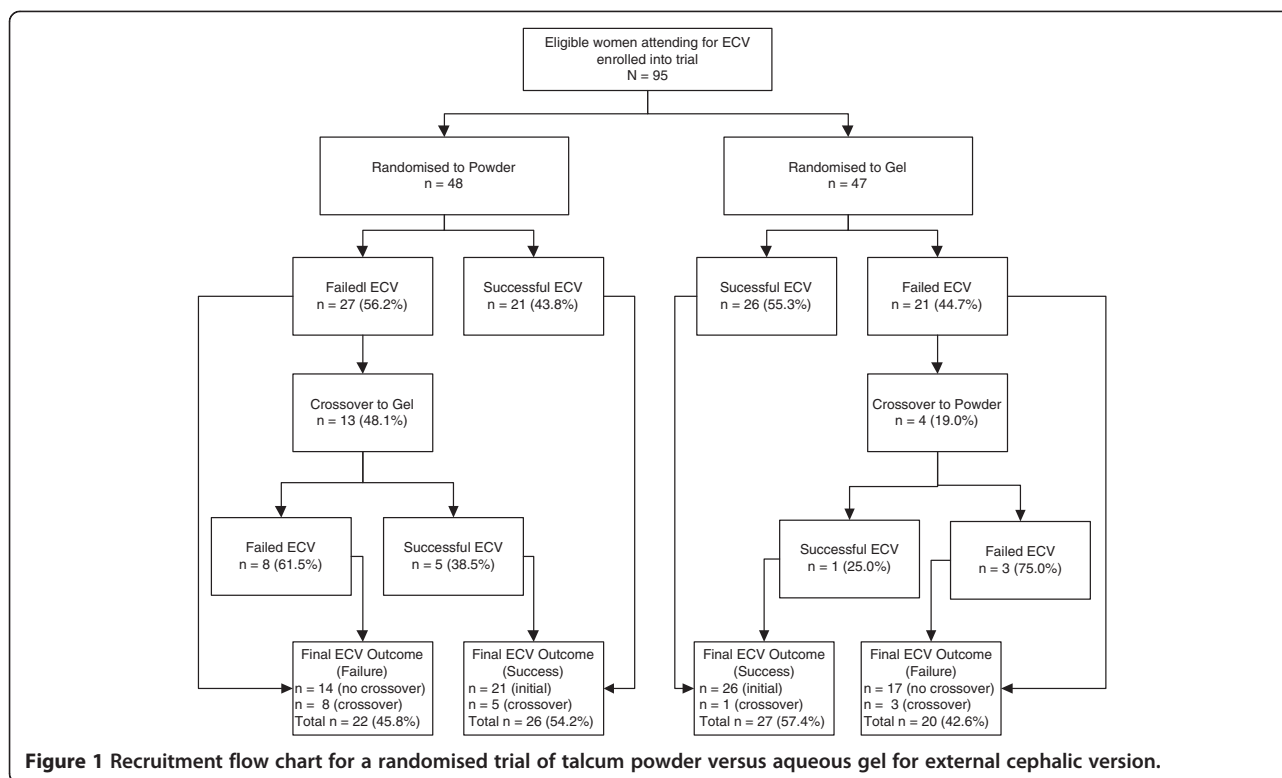 Eligible women attending for ECV
enrolled into trial
N = 95
Randomised to Powder
n = 48
Randomised to Gel
n = 47
Failedl ECV
n = 27 (56.2%)
Successful ECV
n = 21 (43.8%)
Sucessful ECV
n = 26 (55.3%)
Failed ECV
n = 21 (44.7%)
Crossover to Gel
n = 13 (48.1%)
Crossover to Powder
n = 4 (19.0%)
Failed ECV
n = 8 (61.5%)
Successful ECV
n = 5 (38.5%)
Successful ECV
n = 1 (25.0%)
Failed ECV
n = 3 (75.0%)
Final ECV Outcome
(Failure)
n = 14 (no crossover)
n = 8 (crossover)
Total n = 22 (45.8%)
Final ECV Outcome
(Success)
n = 21 (initial)
n = 5 (crossover)
Total n = 26 (54.2%)
Final ECV Outcome
(Success)
n = 26 (initial)
n = 1 (crossover)
Total n = 27 (57.4%)
Final ECV Outcome
(Failure)
n = 17 (no crossover)
n = 3 (crossover)
Total n = 20 (42.6%)
Figure 1 Recruitment flow chart for a randomised trial of talcum powder versus aqueous gel for external cephalic version.